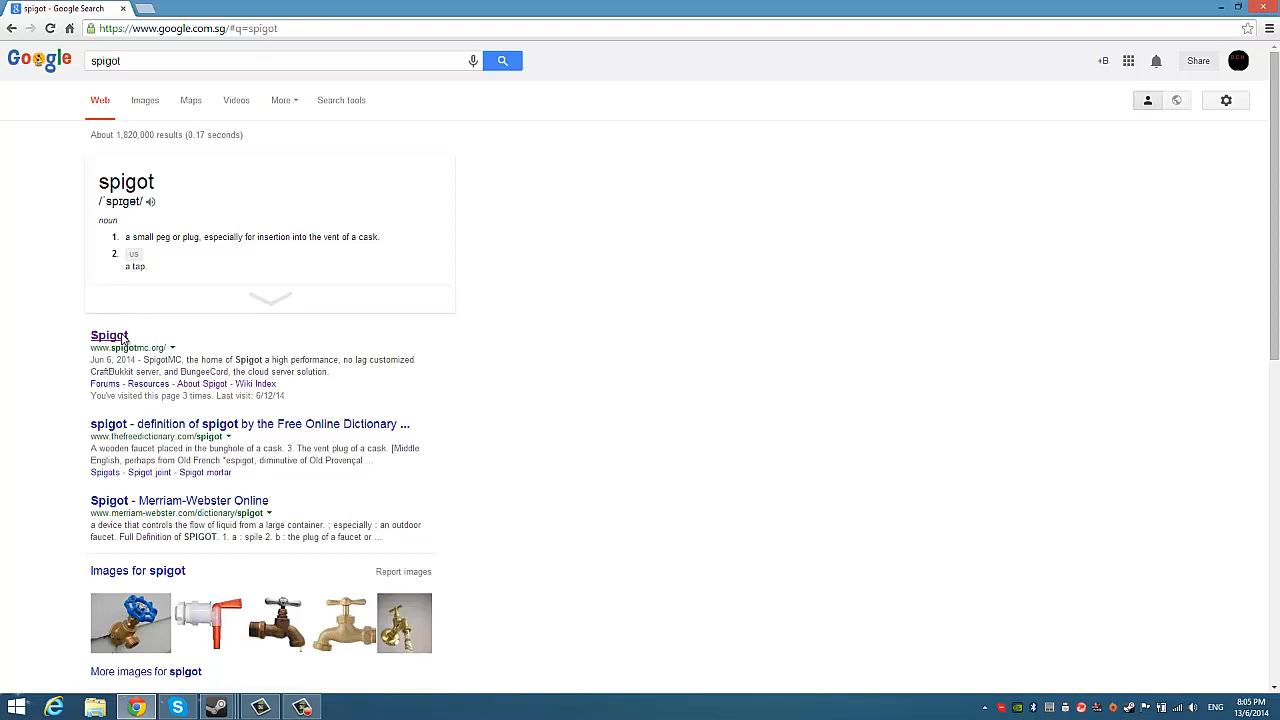 spigot - Google Search
https://www.google.com.sg/#q=spigot
Google
spigot
+B
Share
Web Images Maps Videos More Search tools
About 1,820,000 results (0.17 seconds)
spigot
/ˈspɪɡət/
noun
1. a small peg or plug, especially for insertion into the vent of a cask.
2. US
a tap.
Spigot
www.spigotmc.org/
Jun 6, 2014 - SpigotMC, the home of Spigot a high performance, no lag customized
CraftBukkit server, and BungeeCord, the cloud server solution.
Forums - Resources - About Spigot - Wiki Index
You've visited this page 3 times. Last visit: 6/12/14
spigot - definition of spigot by the Free Online Dictionary ...
www.thefreedictionary.com/spigot
A wooden faucet placed in the bunghole of a cask. 3. The vent plug of a cask. [Middle
English, perhaps from Old French *espigot, diminutive of Old Provençal ...
Spigots - Spigot joint - Spigot mortar
Spigot - Merriam-Webster Online
www.merriam-webster.com/dictionary/spigot
a device that controls the flow of liquid from a large container. ; especially : an outdoor
faucet. Full Definition of SPIGOT. 1. a : spile 2. b : the plug of a faucet or ...
Images for spigot
Report images
More images for spigot
ENG
8:05 PM
13/6/2014